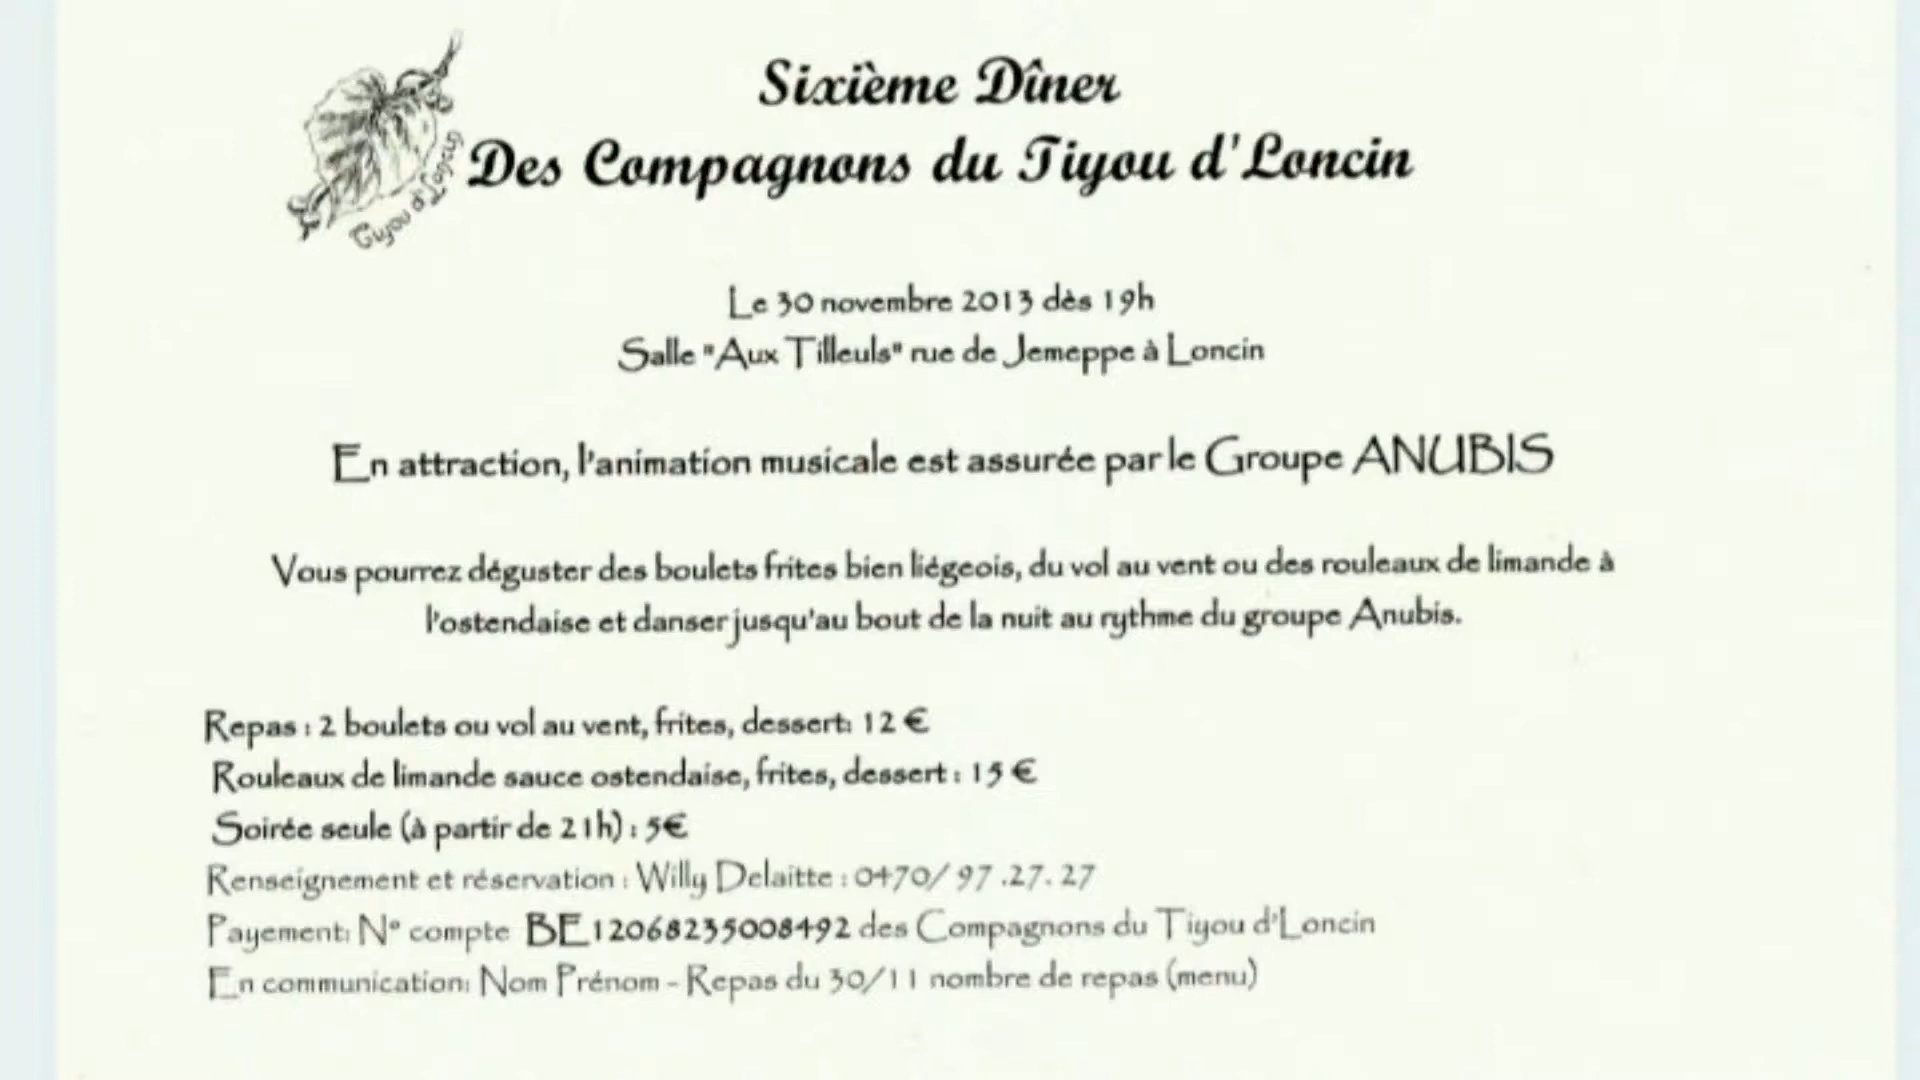 Sixième Dîner
Des Compagnons du Tiyou d'Loncin
Tiyou d'Loncin
Le 30 novembre 2013 dès 19h
Salle "Aux Tilleuls" rue de Jemeppe à Loncin
En attraction, l'animation musicale est assurée par le Groupe ANUBIS
Vous pourrez déguster des boulets frites bien liégeois, du vol au vent ou des rouleaux de limande à
l'ostendaise et danser jusqu'au bout de la nuit au rythme du groupe Anubis.
Repas : 2 boulets ou vol au vent, frites, dessert: 12 €
Rouleaux de limande sauce ostendaise, frites, dessert : 15 €
Soirée seule (à partir de 21h) : 5€
Renseignement et réservation : Willy Delaitte : 0470/ 97 .27. 27
Payement: N° compte BE12068235008492 des Compagnons du Tiyou d'Loncin
En communication: Nom Prénom - Repas du 30/11 nombre de repas (menu)